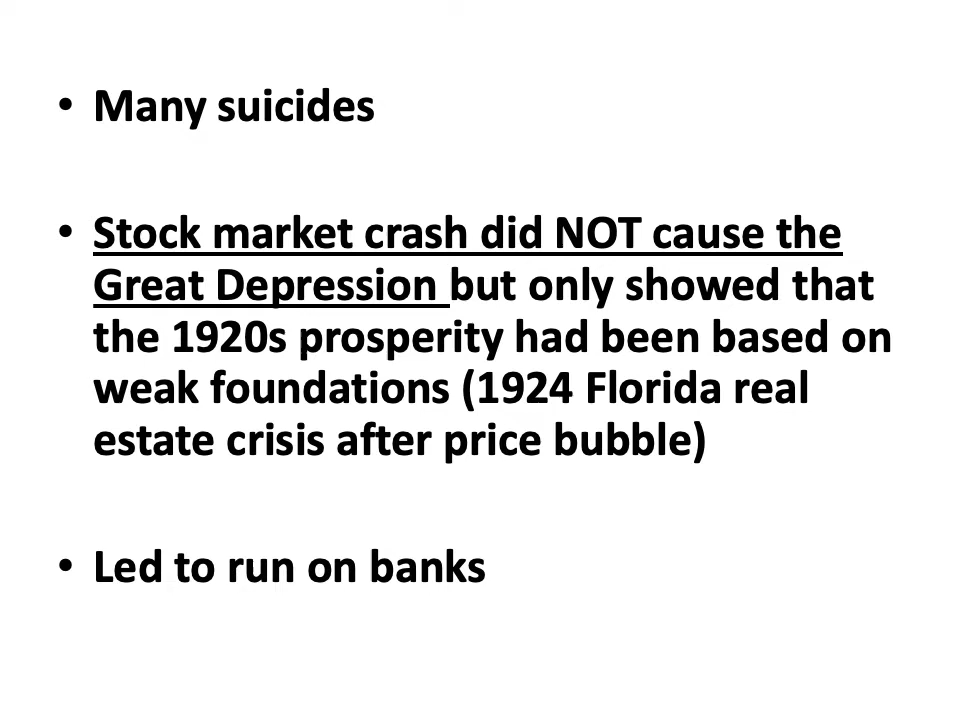 • Many suicides
• Stock market crash did NOT cause the
Great Depression but only showed that
the 1920s prosperity had been based on
weak foundations (1924 Florida real
estate crisis after price bubble)
• Led to run on banks